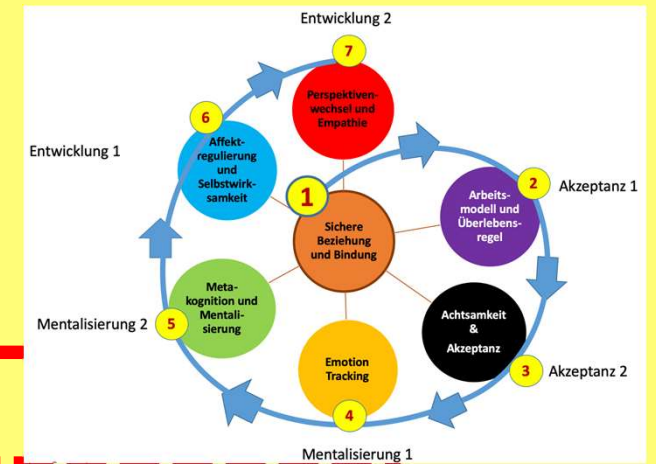 Entwicklung 2
7
Perspektiven-
wechsel und
Empathie
6
Affekt-
regulierung
und
Selbstwirk-
samkeit
Entwicklung 1
1
Sichere
Beziehung
und Bindung
2
Akzeptanz 1
Arbeits-
modell und
Überlebens-
regel
Meta-
kognition und
Mentali-
sierung
Mentalisierung 2
5
Achtsamkeit
&
Akzeptanz
3
Akzeptanz 2
Emotion
Tracking
4
Mentalisierung 1